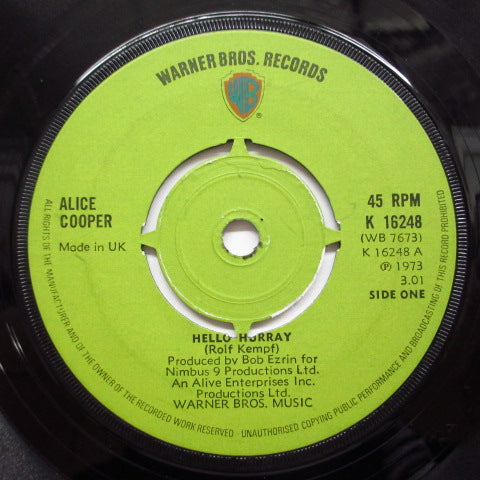 WARNER BROS. RECORDS
WB
®
ALICE
COOPER
Made in UK
45 RPM
K 16248
(WB 7673)
K 16248 A
Ⓟ 1973
3.01
SIDE ONE
HELLO HURRAY
(Rolf Kempf)
Produced by Bob Ezrin for
Nimbus 9 Productions Ltd.
An Alive Enterprises Inc.
Productions Ltd.
WARNER BROS. MUSIC
ALL RIGHTS OF THE MANUFACTURER AND OF THE OWNER OF THE RECORDED WORK RESERVED UNAUTHORISED COPYING PUBLIC PERFORMANCE AND BROADCASTING OF THIS RECORD PROHIBITED